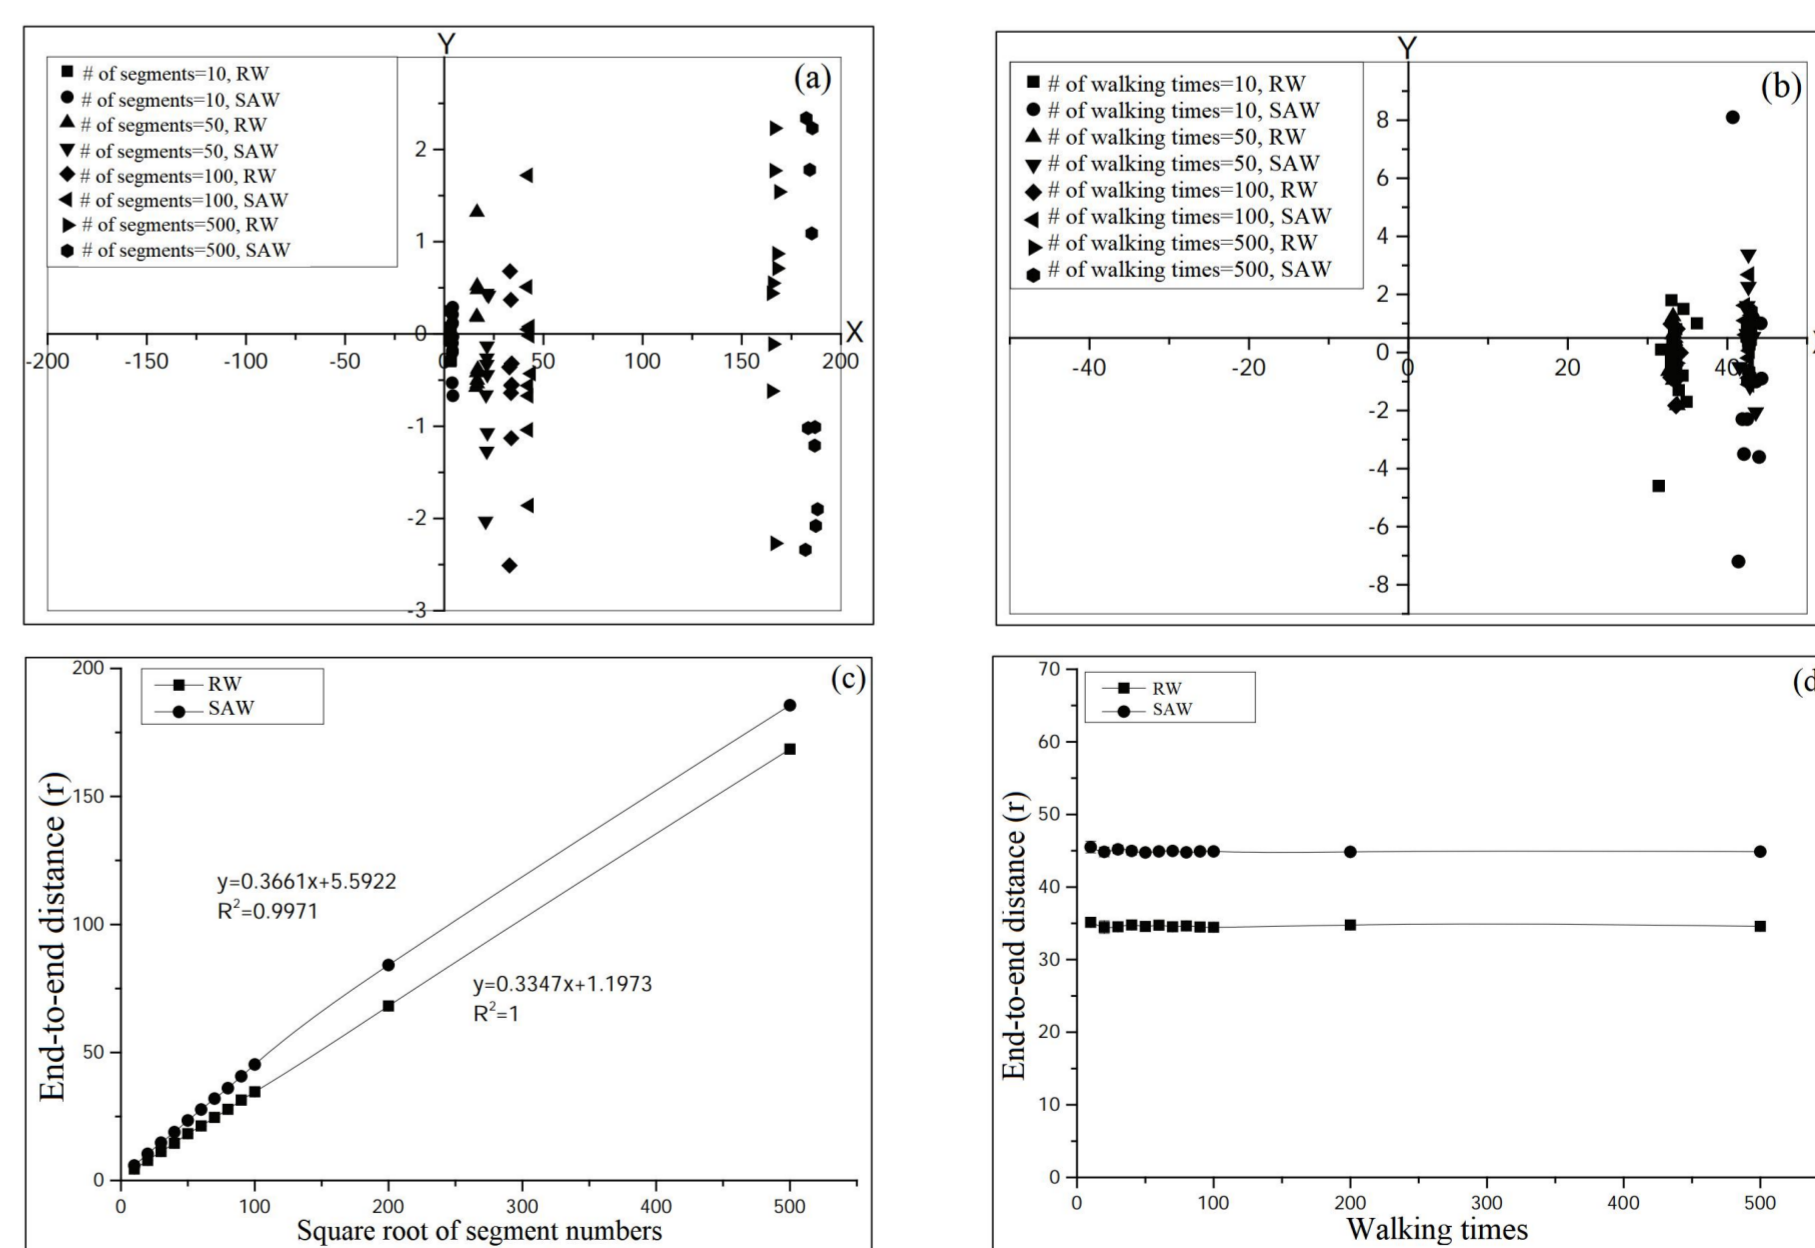 Y
(a)
# of segments=10, RW
# of segments=10, SAW
# of segments=50, RW
# of segments=50, SAW
# of segments=100, RW
# of segments=100, SAW
# of segments=500, RW
# of segments=500, SAW
2
1
0
X
-200 -150 -100 -50 0 50 100 150 200
-1
-2
-3
Y
(b)
# of walking times=10, RW
# of walking times=10, SAW
# of walking times=50, RW
# of walking times=50, SAW
# of walking times=100, RW
# of walking times=100, SAW
# of walking times=500, RW
# of walking times=500, SAW
8
6
4
2
0
-40 -20 0 20 40
-2
-4
-6
-8
(c)
RW
SAW
200
150
100
50
0
End-to-end distance (r)
y=0.3661x+5.5922
R²=0.9971
y=0.3347x+1.1973
R²=1
0 100 200 300 400 500
Square root of segment numbers
(d
RW
SAW
70
60
50
40
30
20
10
0
End-to-end distance (r)
0 100 200 300 400 500
Walking times